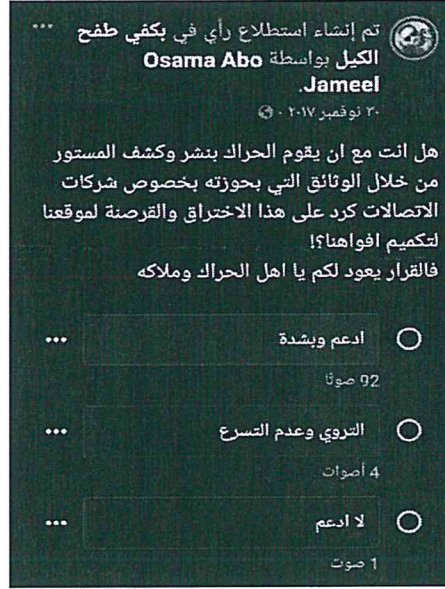 تم إنشاء استطلاع رأي في بكفي طفح
الكيل بواسطة Osama Abo
Jameel.
٣٠ نوفمبر ٢٠١٧ ·
هل انت مع ان يقوم الحراك بنشر وكشف المستور
من خلال الوثائق التي بحوزته بخصوص شركات
الاتصالات كرد على هذا الاختراق والقرصنة لموقعنا
لتكميم افواهنا؟!
فالقرار يعود لكم يا اهل الحراك وملاكه
ادعم وبشدة
92 صوتًا
التروي وعدم التسرع
4 أصوات
لا ادعم
1 صوت